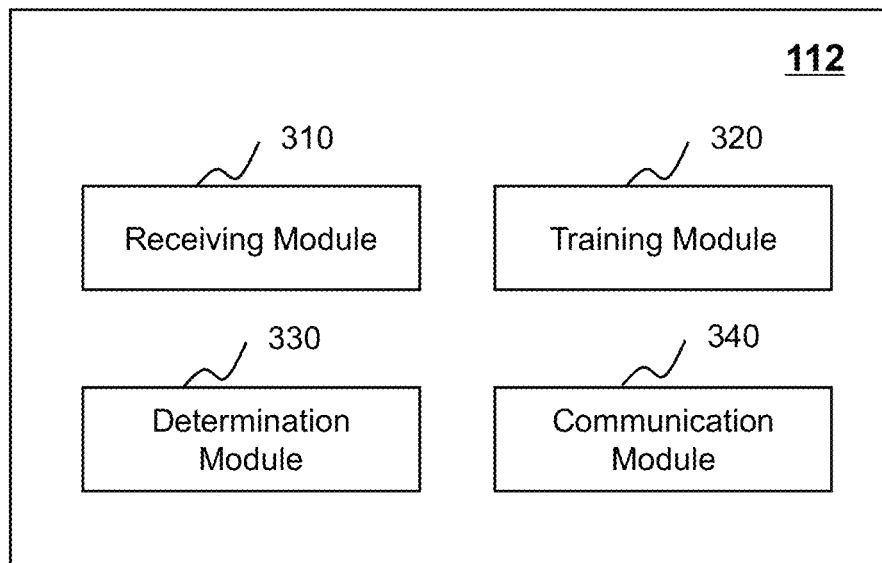 112
310
320
Receiving Module
Training Module
330
340
Determination
Module
Communication
Module